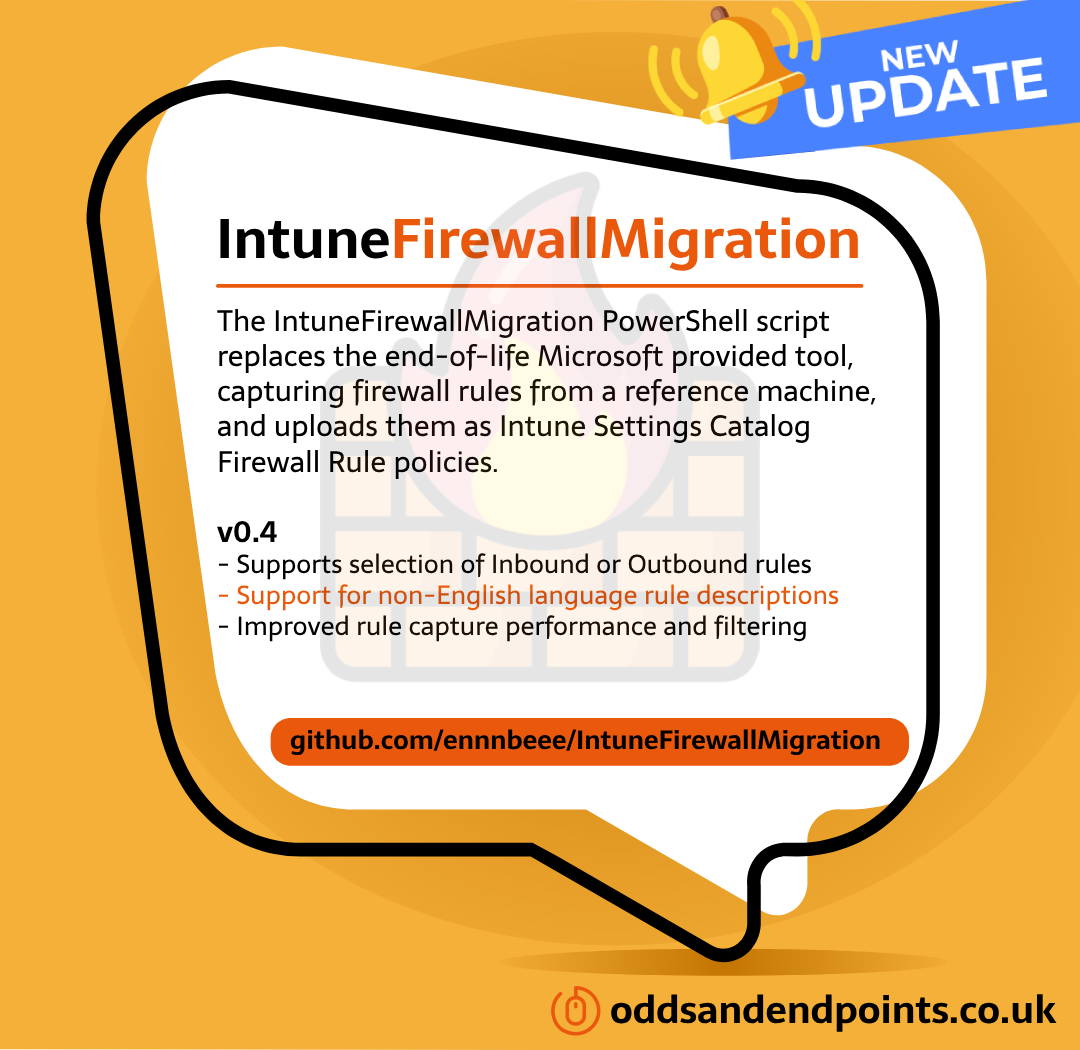 NEW
UPDATE
IntuneFirewallMigration
The IntuneFirewallMigration PowerShell script
replaces the end-of-life Microsoft provided tool,
capturing firewall rules from a reference machine,
and uploads them as Intune Settings Catalog
Firewall Rule policies.
v0.4
- Supports selection of Inbound or Outbound rules
- Support for non-English language rule descriptions
- Improved rule capture performance and filtering
github.com/ennnbeee/IntuneFirewallMigration
oddsandendpoints.co.uk